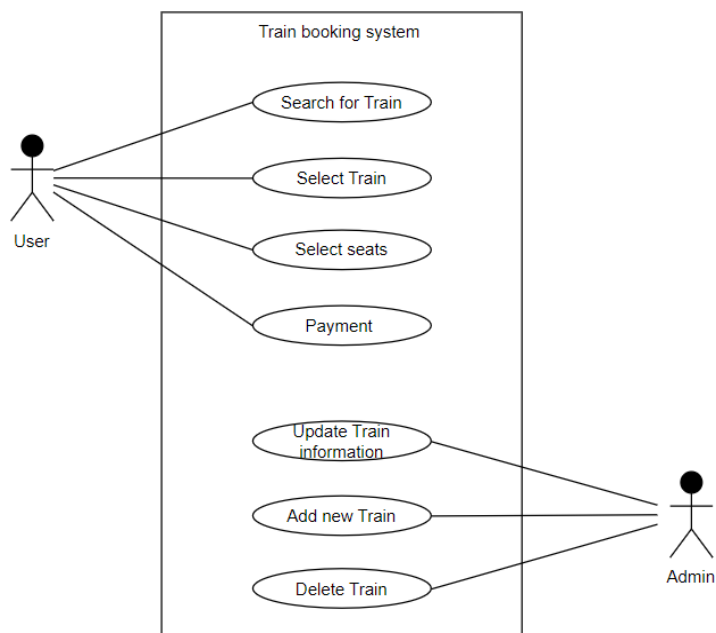 Train booking system
Search for Train
Select Train
User
Select seats
Payment
Update Train
information
Add new Train
Admin
Delete Train